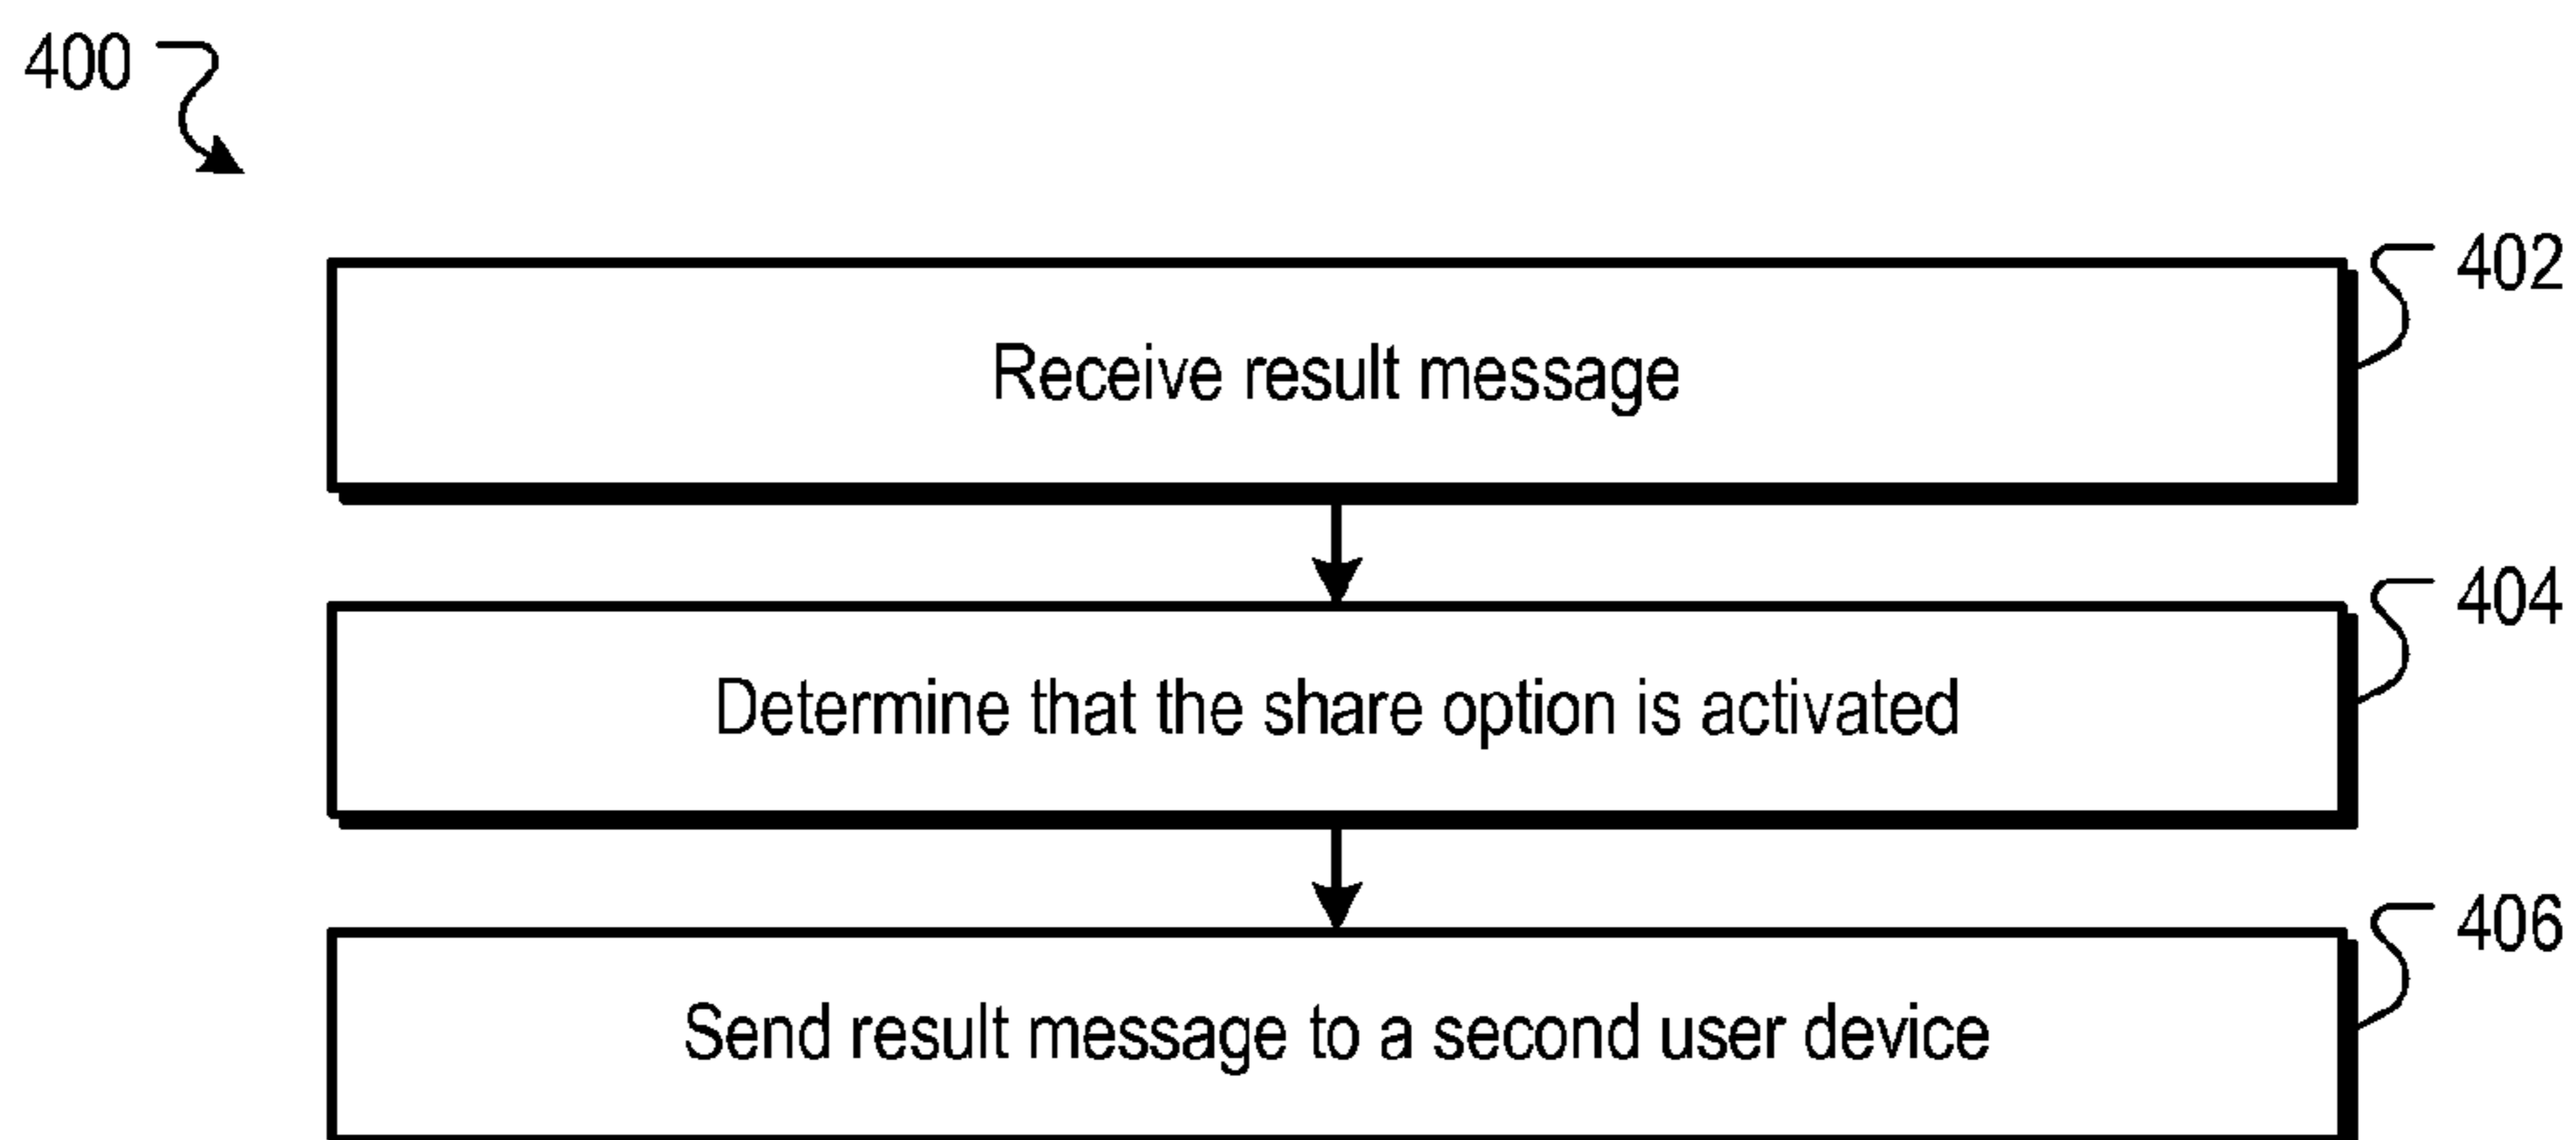 400
402
Receive result message
404
Determine that the share option is activated
406
Send result message to a second user device